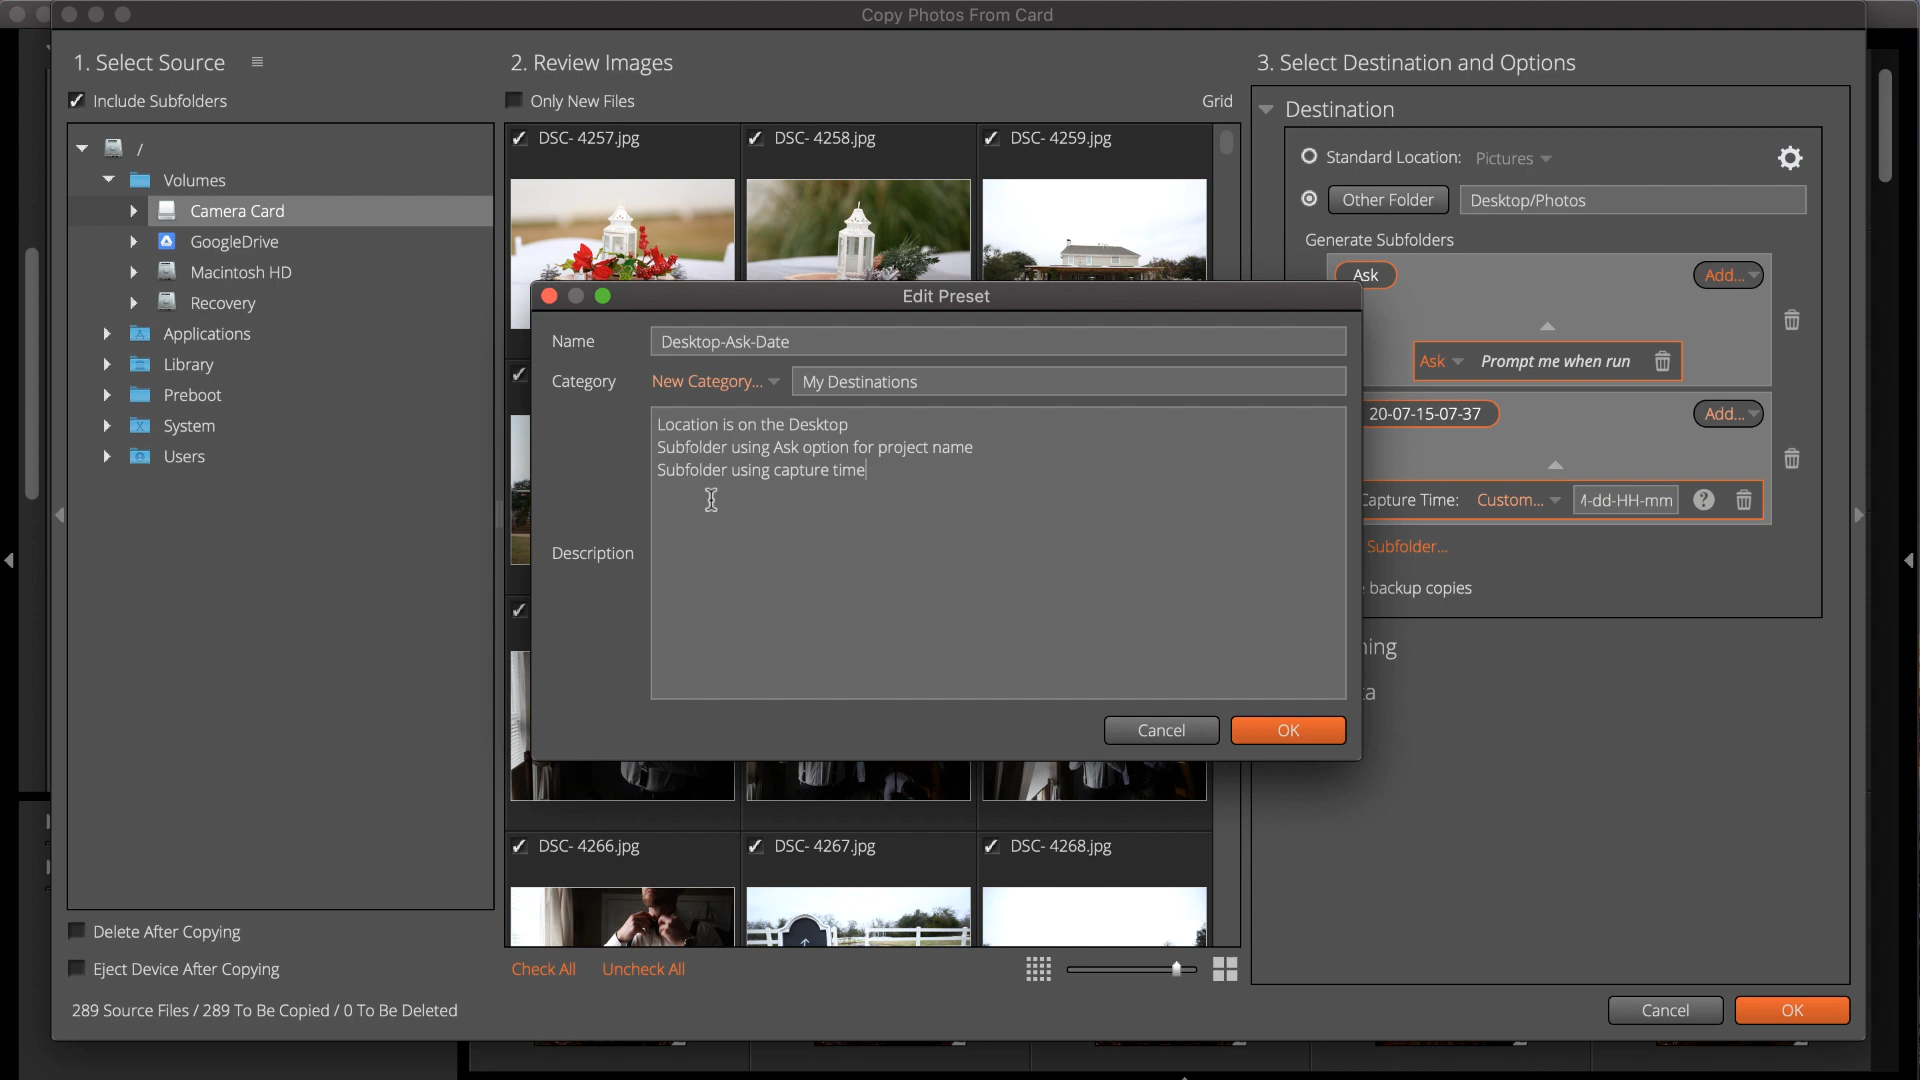 Copy Photos From Card
1. Select Source
Include Subfolders
/
Volumes
Camera Card
GoogleDrive
Macintosh HD
Recovery
Applications
Library
Preboot
System
Users
Delete After Copying
Eject Device After Copying
289 Source Files / 289 To Be Copied / 0 To Be Deleted
2. Review Images
Only New Files
Grid
DSC- 4257.jpg
DSC- 4258.jpg
DSC- 4259.jpg
DSC- 4266.jpg
DSC- 4267.jpg
DSC- 4268.jpg
Check All
Uncheck All
Edit Preset
Name
Desktop-Ask-Date
Category
New Category...
My Destinations
Description
Location is on the Desktop
Subfolder using Ask option for project name
Subfolder using capture time
Cancel
OK
3. Select Destination and Options
Destination
Standard Location: Pictures
Other Folder
Desktop/Photos
Generate Subfolders
Ask
Add...
Ask
Prompt me when run
20-07-15-07-37
Add...
Capture Time: Custom...
-dd-HH-mm
?
Subfolder...
backup copies
ning
a
Cancel
OK